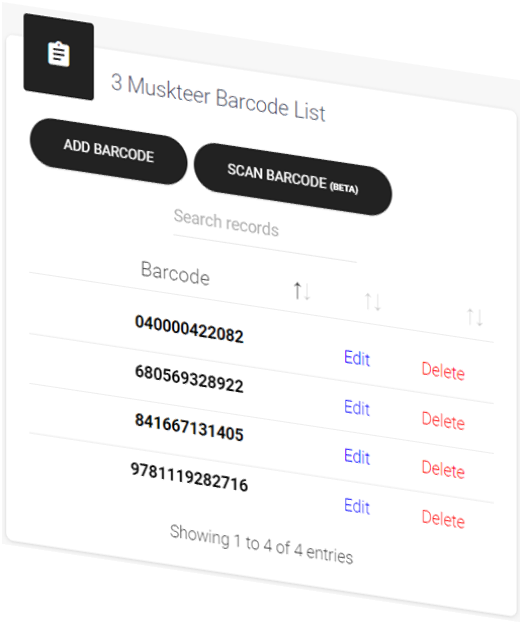 3 Muskteer Barcode List
ADD BARCODE SCAN BARCODE (BETA)
Search records
Barcode
040000422082 Edit Delete
680569328922 Edit Delete
841667131405 Edit Delete
9781119282716 Edit Delete
Showing 1 to 4 of 4 entries